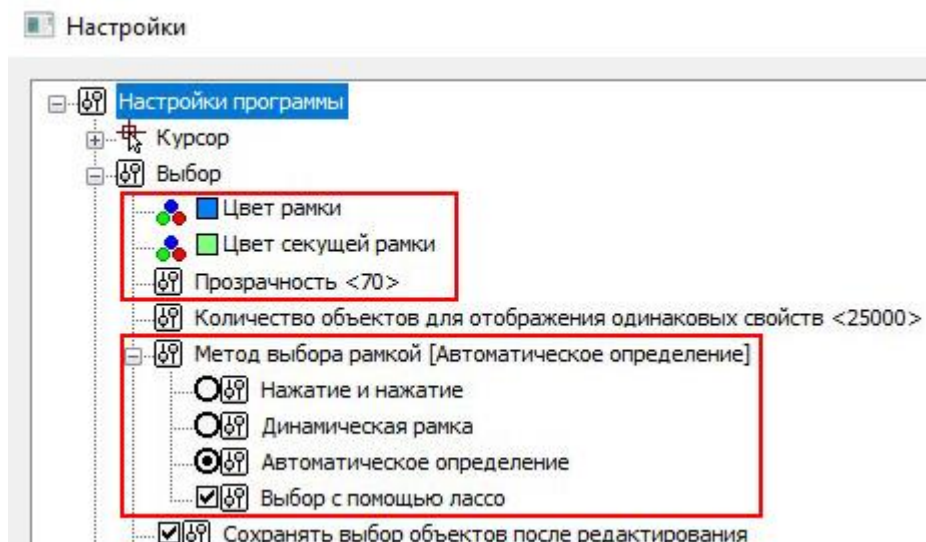 Настройки
Настройки программы
Курсор
Выбор
Цвет рамки
Цвет секущей рамки
Прозрачность <70>
Количество объектов для отображения одинаковых свойств <25000>
Метод выбора рамкой [Автоматическое определение]
Нажатие и нажатие
Динамическая рамка
Автоматическое определение
Выбор с помощью лассо
Сохранять выбор объектов после редактирования